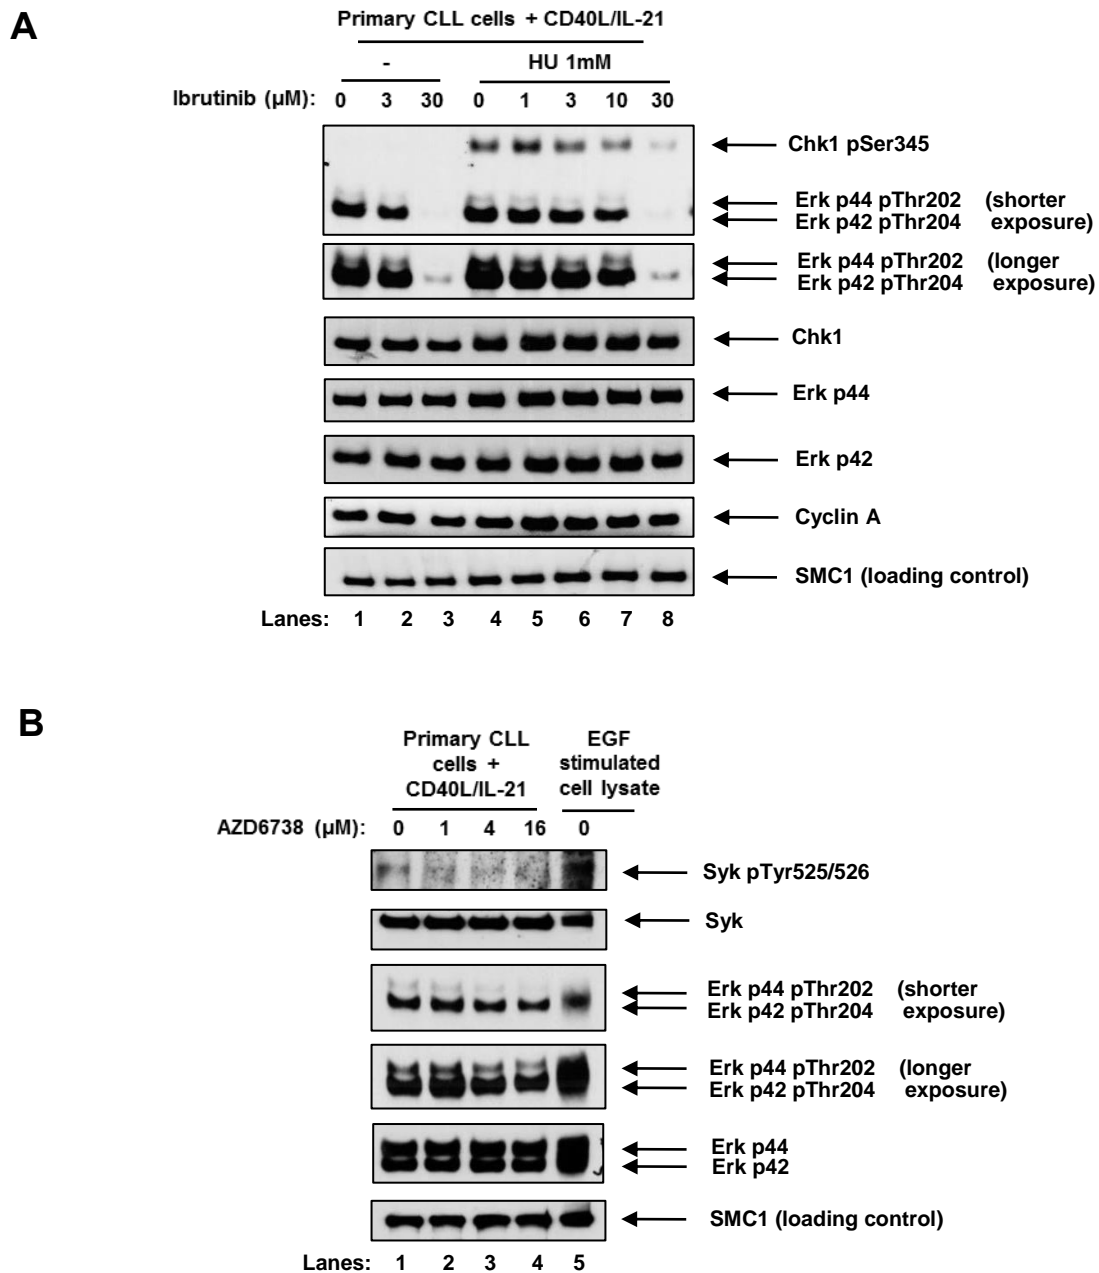 A
Primary CLL cells + CD40L/IL-21
- HU 1mM
Ibrutinib (µM): 0 3 30 0 1 3 10 30
Chk1 pSer345
Erk p44 pThr202 (shorter
Erk p42 pThr204 exposure)
Erk p44 pThr202 (longer
Erk p42 pThr204 exposure)
Chk1
Erk p44
Erk p42
Cyclin A
SMC1 (loading control)
Lanes: 1 2 3 4 5 6 7 8
B
Primary CLL EGF
cells + stimulated
CD40L/IL-21 cell lysate
AZD6738 (µM): 0 1 4 16 0
Syk pTyr525/526
Syk
Erk p44 pThr202 (shorter
Erk p42 pThr204 exposure)
Erk p44 pThr202 (longer
Erk p42 pThr204 exposure)
Erk p44
Erk p42
SMC1 (loading control)
Lanes: 1 2 3 4 5